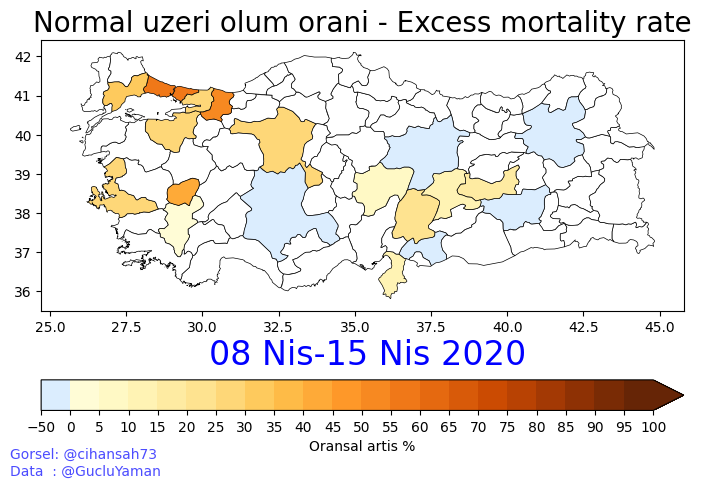 Normal uzeri olum orani - Excess mortality rate
42
41
40
39
38
37
36
25.0 27.5 30.0 32.5 35.0 37.5 40.0 42.5 45.0
08 Nis-15 Nis 2020
−50 0 5 10 15 20 25 30 35 40 45 50 55 60 65 70 75 80 85 90 95 100
Oransal artis %
Gorsel: @cihansah73
Data : @GucluYaman